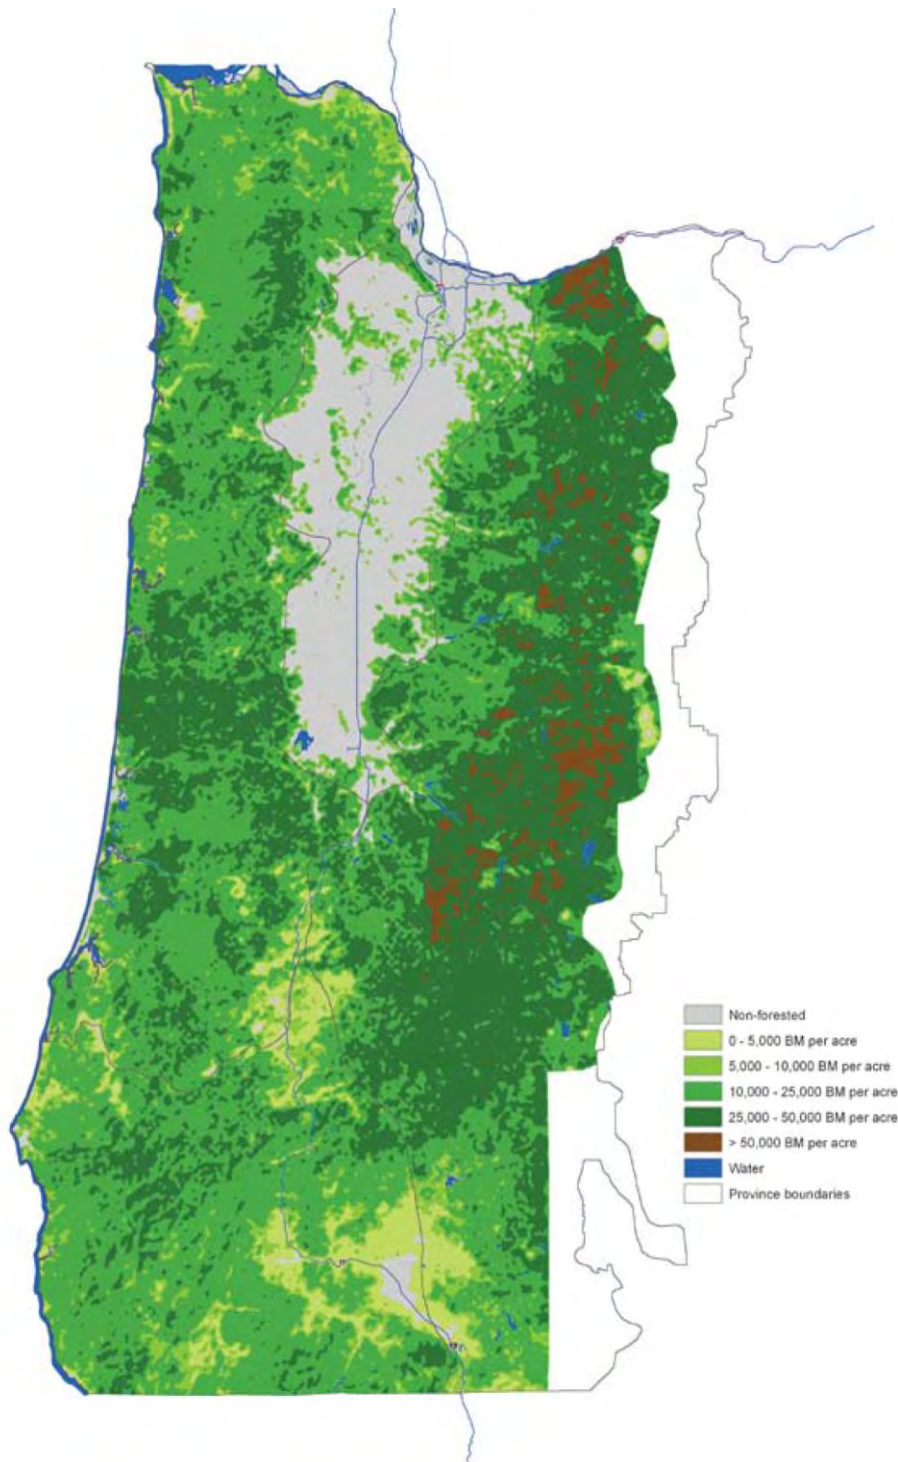 Non-forested
0 - 5,000 BM per acre
5,000 - 10,000 BM per acre
10,000 - 25,000 BM per acre
25,000 - 50,000 BM per acre
> 50,000 BM per acre
Water
Province boundaries